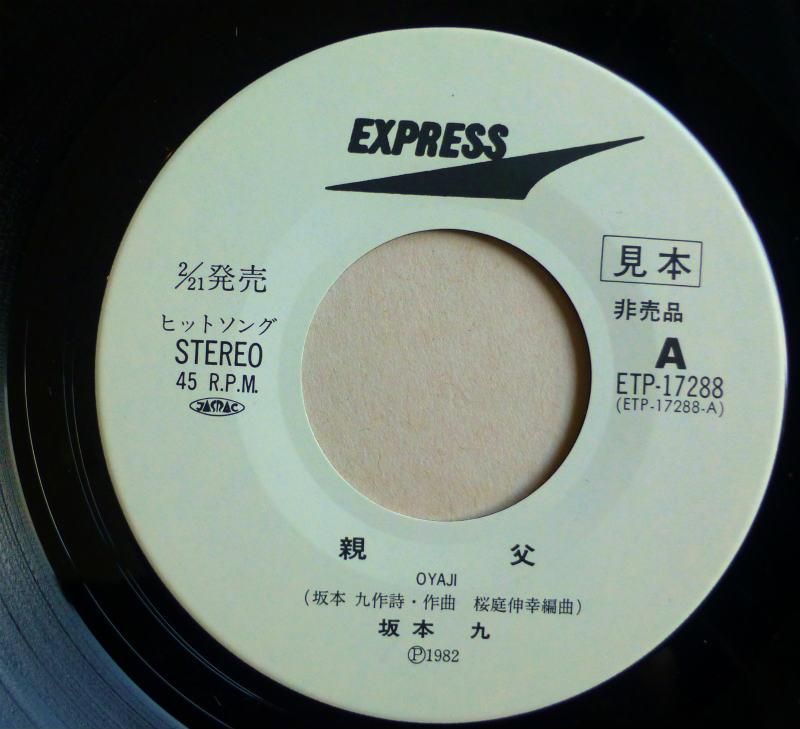 EXPRESS
2/21発売
ヒットソング
STEREO
45 R.P.M.
JASRAC
見本
非売品
A
ETP-17288
(ETP-17288-A)
親 父
OYAJI
(坂本 九作詩・作曲 桜庭伸幸編曲)
坂本 九
Ⓟ1982